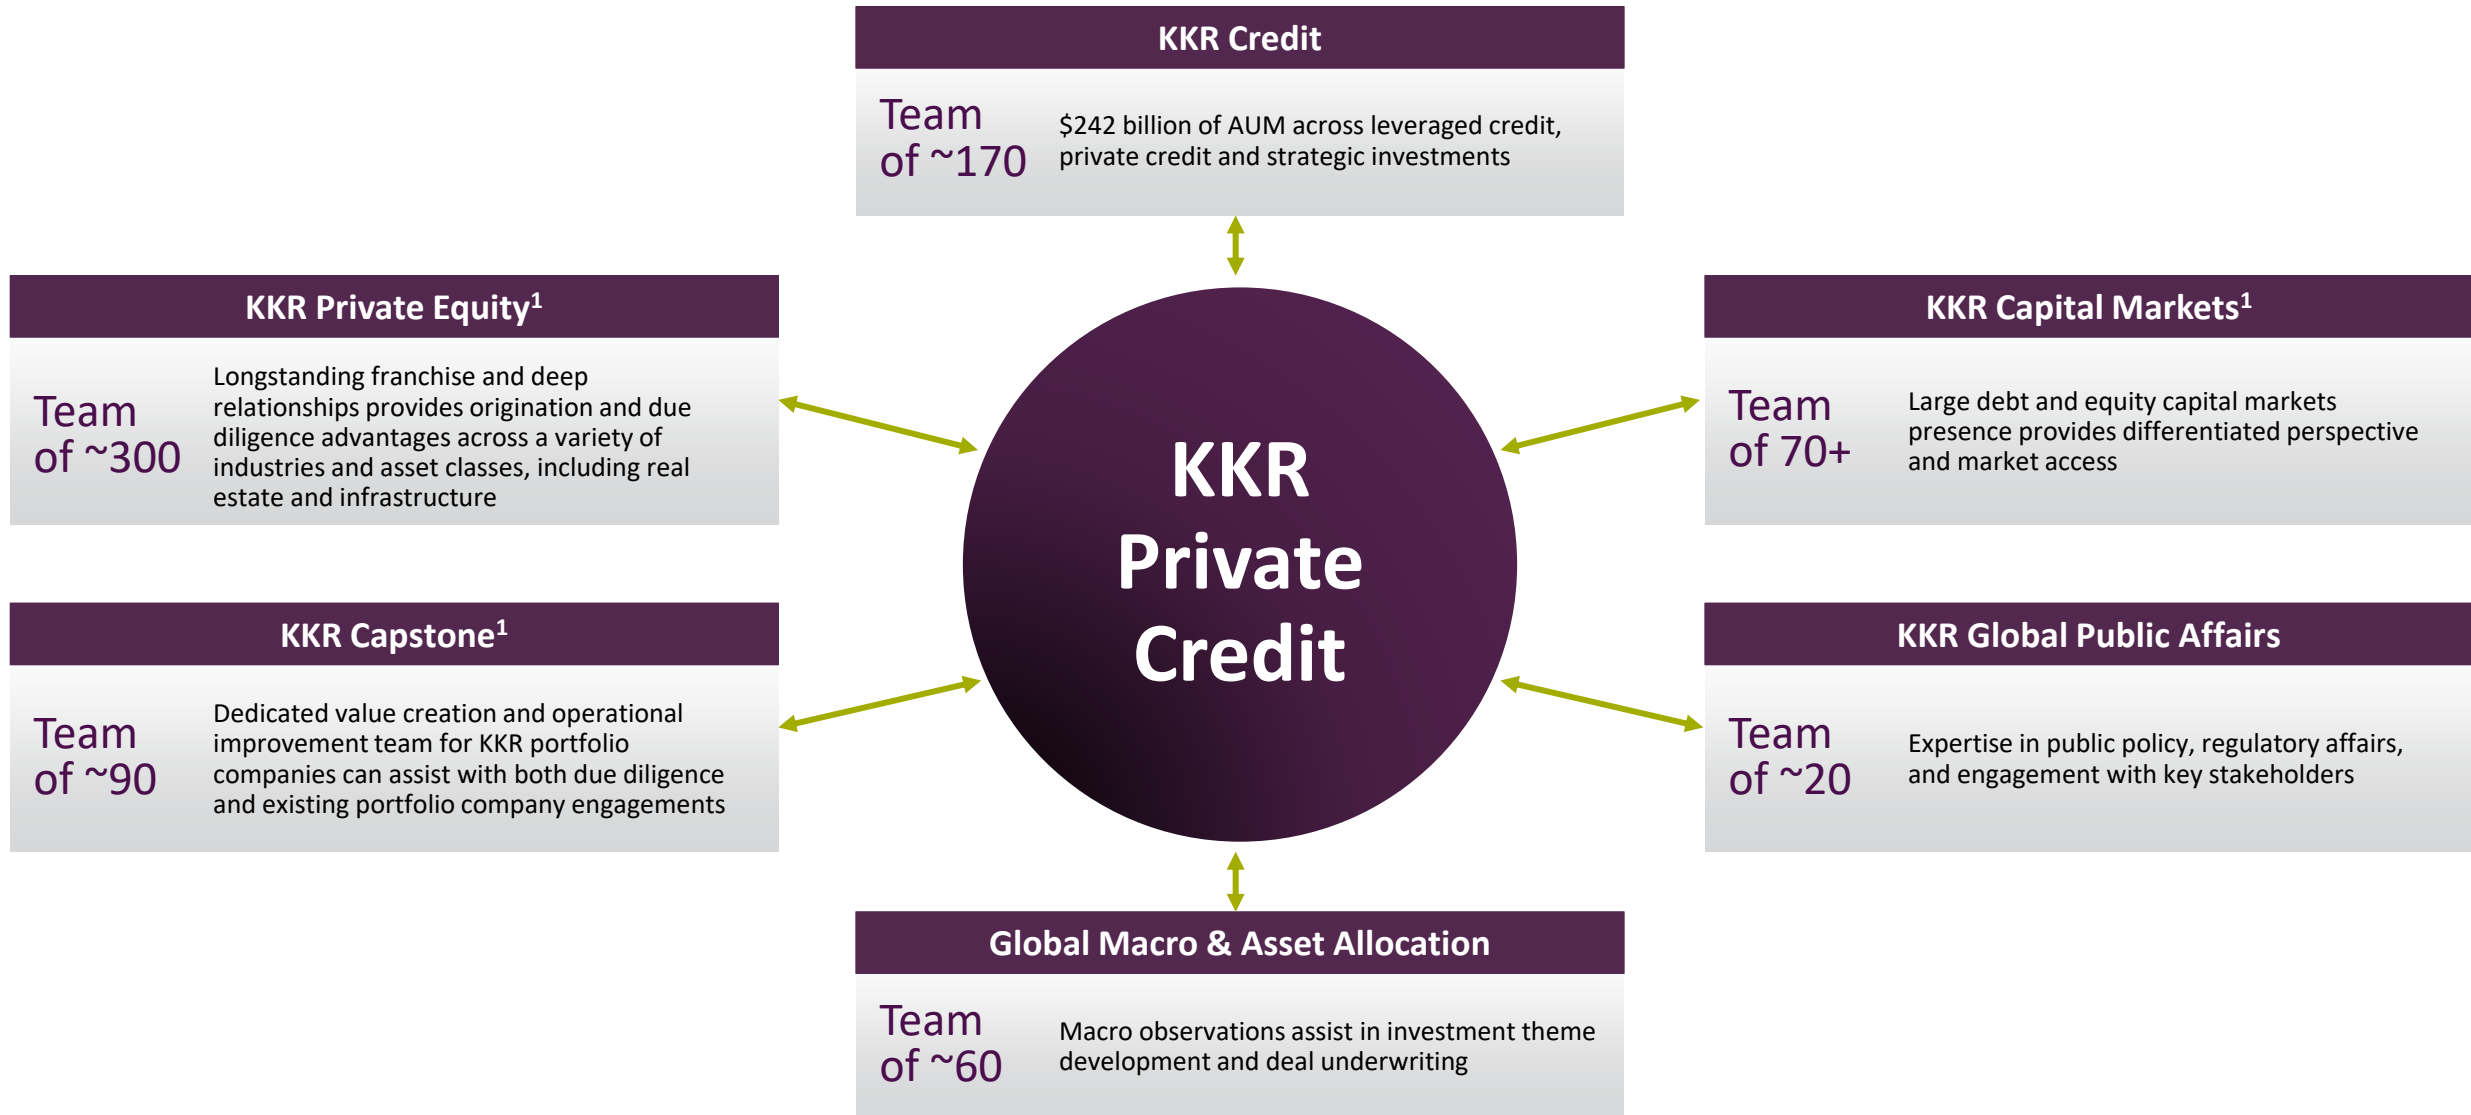 KKR Credit
Team
of ~170
$242 billion of AUM across leveraged credit,
private credit and strategic investments
KKR Private Equity¹
Team
of ~300
Longstanding franchise and deep
relationships provides origination and due
diligence advantages across a variety of
industries and asset classes, including real
estate and infrastructure
KKR Capital Markets¹
Team
of 70+
Large debt and equity capital markets
presence provides differentiated perspective
and market access
KKR
Private
Credit
KKR Capstone¹
Team
of ~90
Dedicated value creation and operational
improvement team for KKR portfolio
companies can assist with both due diligence
and existing portfolio company engagements
KKR Global Public Affairs
Team
of ~20
Expertise in public policy, regulatory affairs,
and engagement with key stakeholders
Global Macro & Asset Allocation
Team
of ~60
Macro observations assist in investment theme
development and deal underwriting